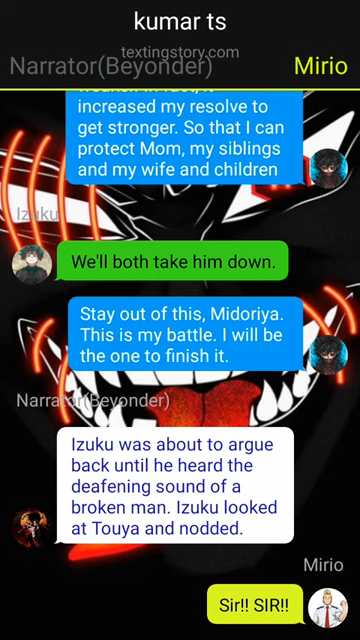 kumar ts
textingstory.com
Narrator(Beyonder)
Mirio
increased my resolve to
get stronger. So that I can
protect Mom, my siblings
and my wife and children
Izuku
We'll both take him down.
Stay out of this, Midoriya.
This is my battle. I will be
the one to finish it.
Narrator(Beyonder)
Izuku was about to argue
back until he heard the
deafening sound of a
broken man. Izuku looked
at Touya and nodded.
Mirio
Sir!! SIR!!